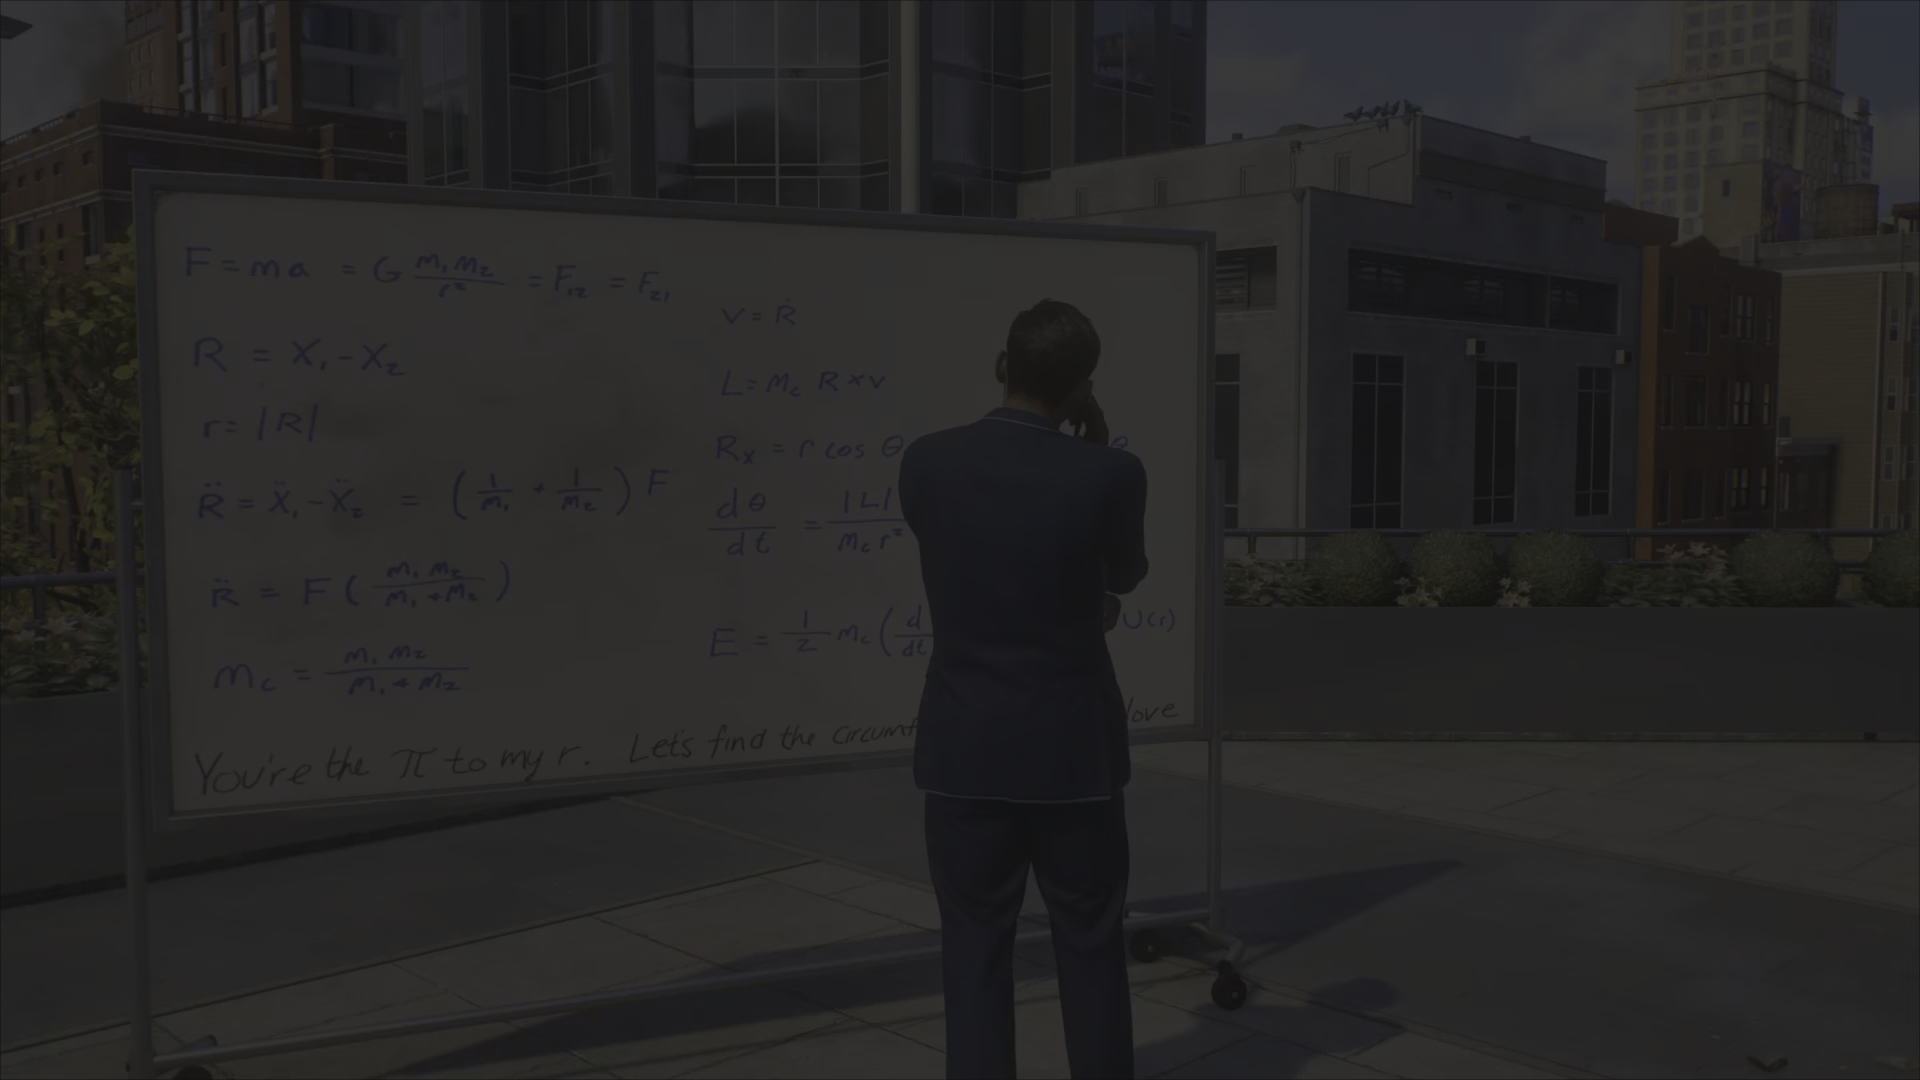 F = ma = G m₁m₂/r² = F₁₂ = F₂₁
R = X₁ - X₂
r = |R|
R̈ = Ẍ₁ - Ẍ₂ = (1/m₁ + 1/m₂) F
R̈ = F (m₁m₂/m₁+m₂)
m꜀ = m₁m₂/m₁+m₂
v = Ṙ
L = m꜀ R × v
Rₓ = r cos θ θ
dθ/dt = |L|/m꜀r²
E = 1/2 m꜀ (d/dt U(r)
You're the π to my r. Let's find the love